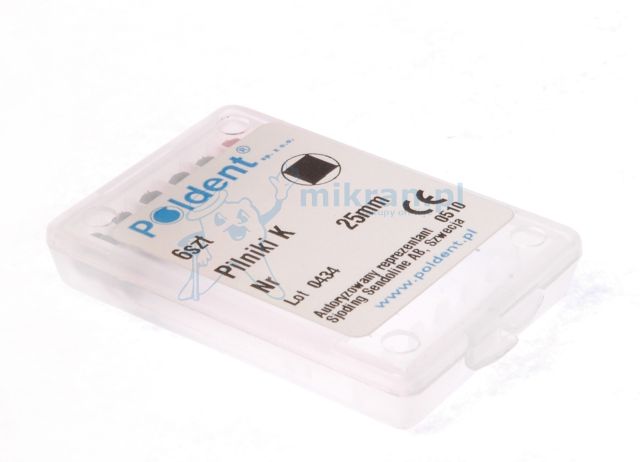 Poldent®
sp. z o.o.
6szt
Pilniki K
25mm
Nr
Lot 0434
CE 0510
Autoryzowany reprezentant
Sjoding Sendoline AB, Szwecja
www.poldent.pl
mikran.pl